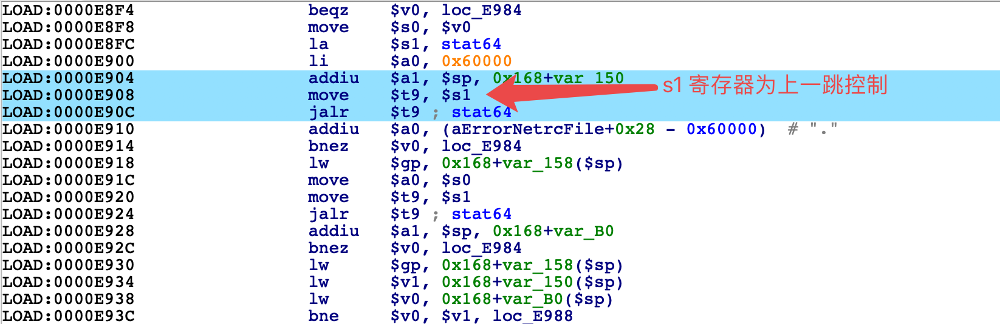 LOAD:0000E8F4 beqz $v0, loc_E984
LOAD:0000E8F8 move $s0, $v0
LOAD:0000E8FC la $s1, stat64
LOAD:0000E900 li $a0, 0x60000
LOAD:0000E904 addiu $a1, $sp, 0x168+var_150
LOAD:0000E908 move $t9, $s1 s1 寄存器为上一跳控制
LOAD:0000E90C jalr $t9 ; stat64
LOAD:0000E910 addiu $a0, (aErrorNetrcFile+0x28 - 0x60000) # "."
LOAD:0000E914 bnez $v0, loc_E984
LOAD:0000E918 lw $gp, 0x168+var_158($sp)
LOAD:0000E91C move $a0, $s0
LOAD:0000E920 move $t9, $s1
LOAD:0000E924 jalr $t9 ; stat64
LOAD:0000E928 addiu $a1, $sp, 0x168+var_B0
LOAD:0000E92C bnez $v0, loc_E984
LOAD:0000E930 lw $gp, 0x168+var_158($sp)
LOAD:0000E934 lw $v1, 0x168+var_150($sp)
LOAD:0000E938 lw $v0, 0x168+var_B0($sp)
LOAD:0000E93C bne $v0, $v1, loc_E988